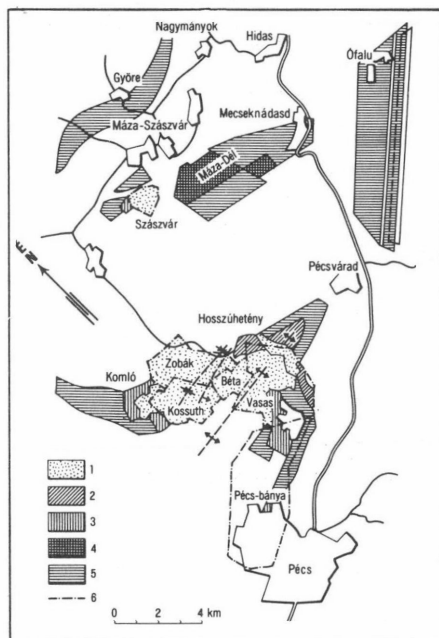 Nagymányok
Hidas
Ófalu
Győre
Mecseknádasd
Máza-Szászvár
Máza-Dél
Szászvár
Pécsvárad
Hosszúhetény
Zobák
Komló
Béta
Kossuth
Vasas
1
2
3
4
5
6
Pécs-bánya
Pécs
0 2 4 km